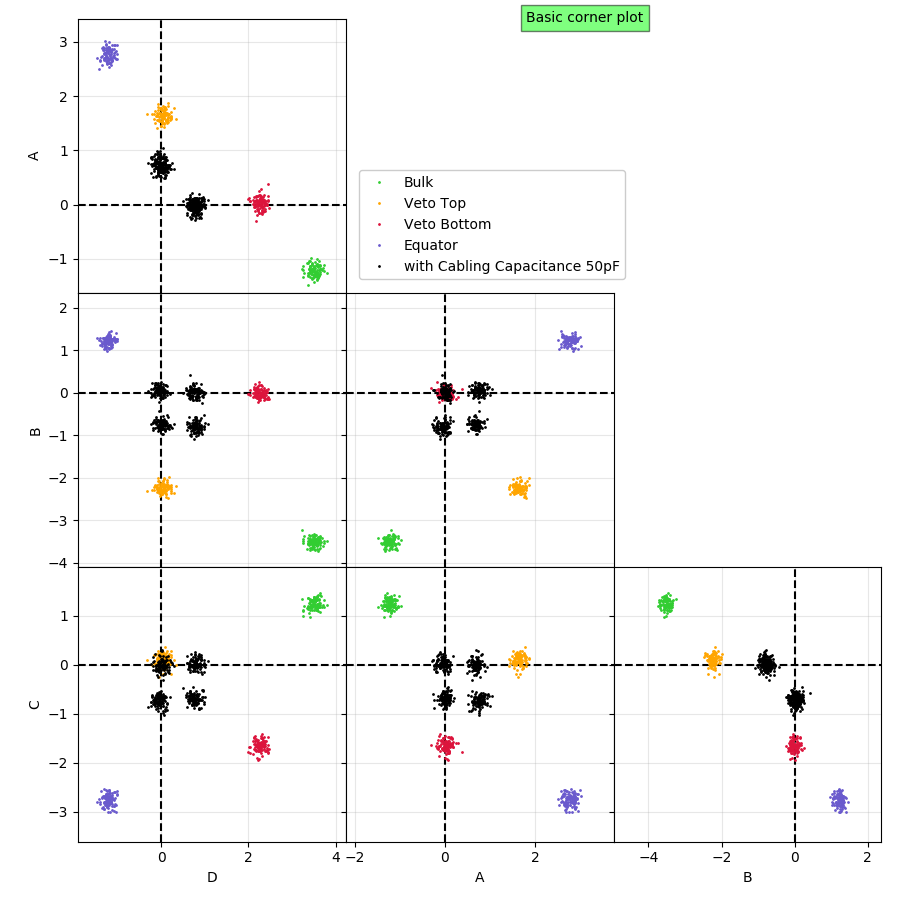 Basic corner plot
3
2
1
0
−1
A
Bulk
Veto Top
Veto Bottom
Equator
with Cabling Capacitance 50pF
2
1
0
−1
−2
−3
−4
B
1
0
−1
−2
−3
C
0 2 4 −2 0 2 −4 −2 0 2
D A B